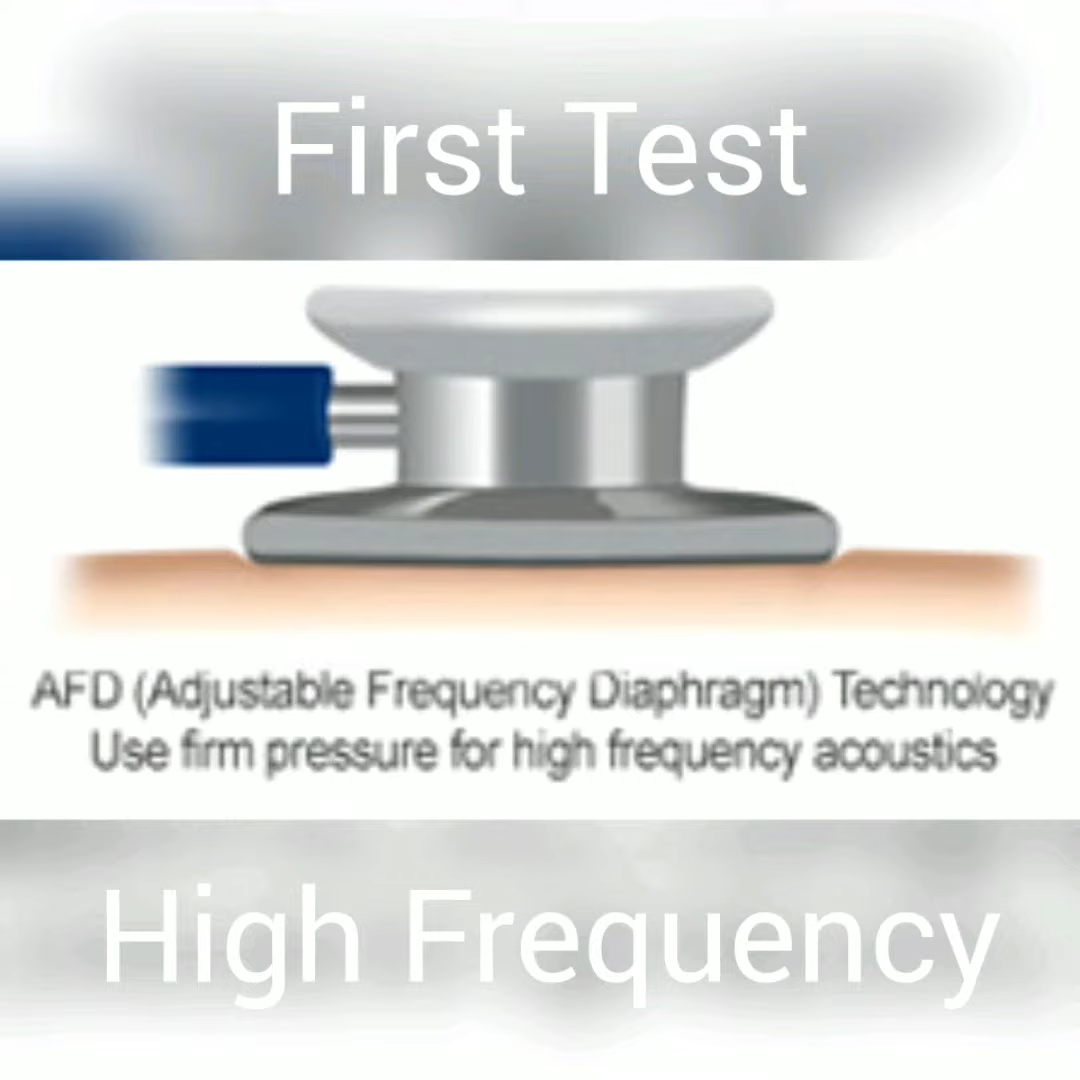 First Test
AFD (Adjustable Frequency Diaphragm) Technology
Use firm pressure for high frequency acoustics
High Frequency